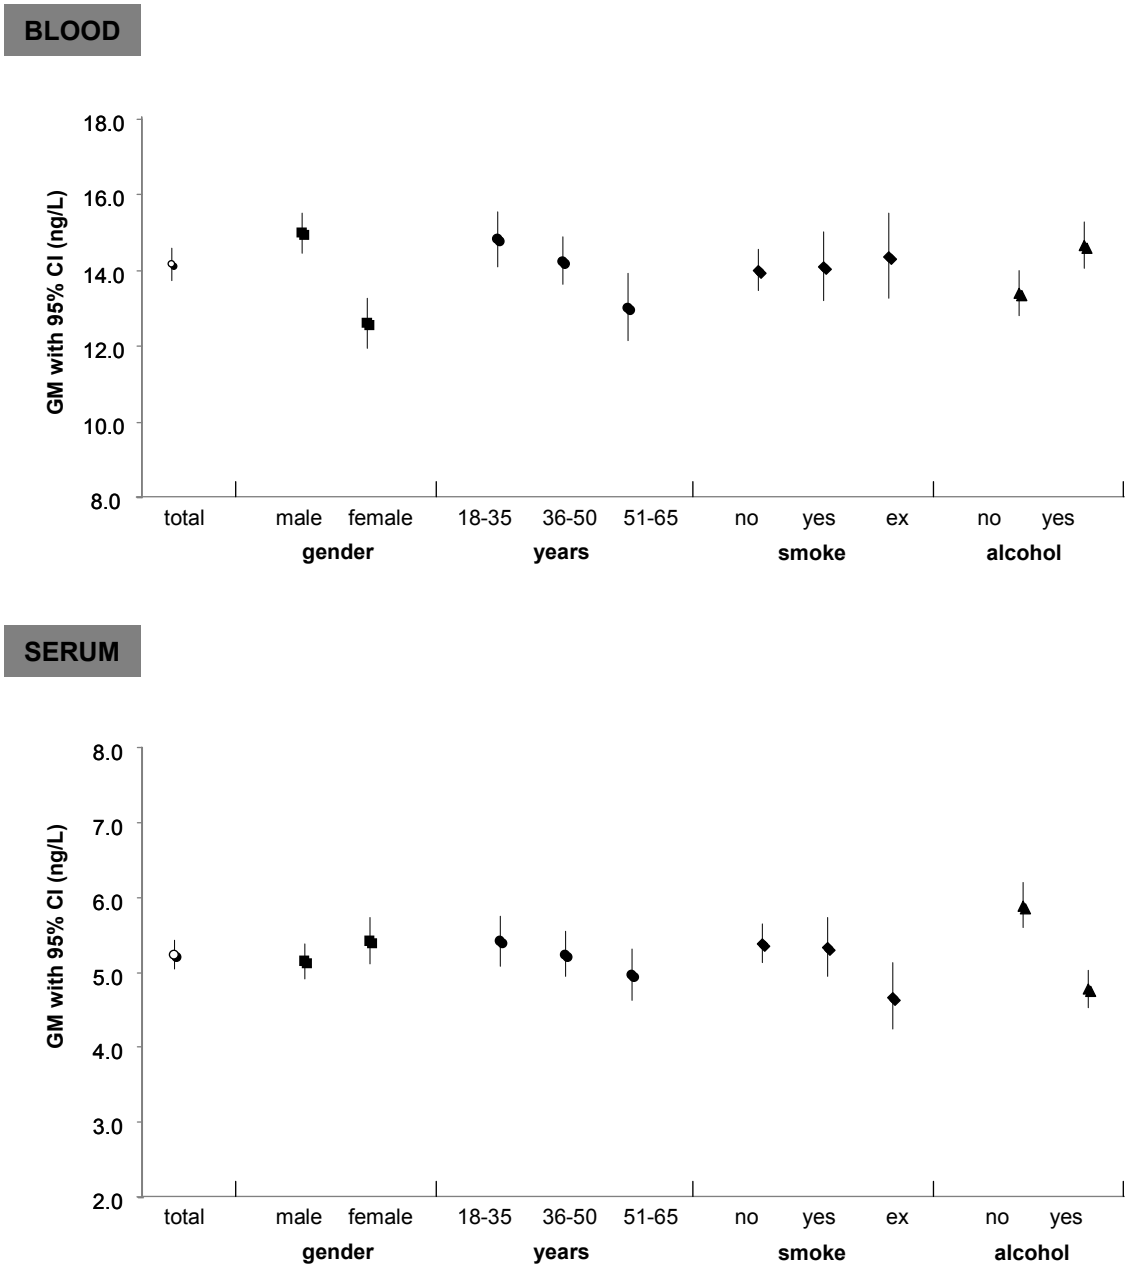 BLOOD
GM with 95% CI (ng/L)
18.0
16.0
14.0
12.0
10.0
8.0
total male female 18-35 36-50 51-65 no yes ex no yes
gender years smoke alcohol
SERUM
GM with 95% CI (ng/L)
8.0
7.0
6.0
5.0
4.0
3.0
2.0
total male female 18-35 36-50 51-65 no yes ex no yes
gender years smoke alcohol